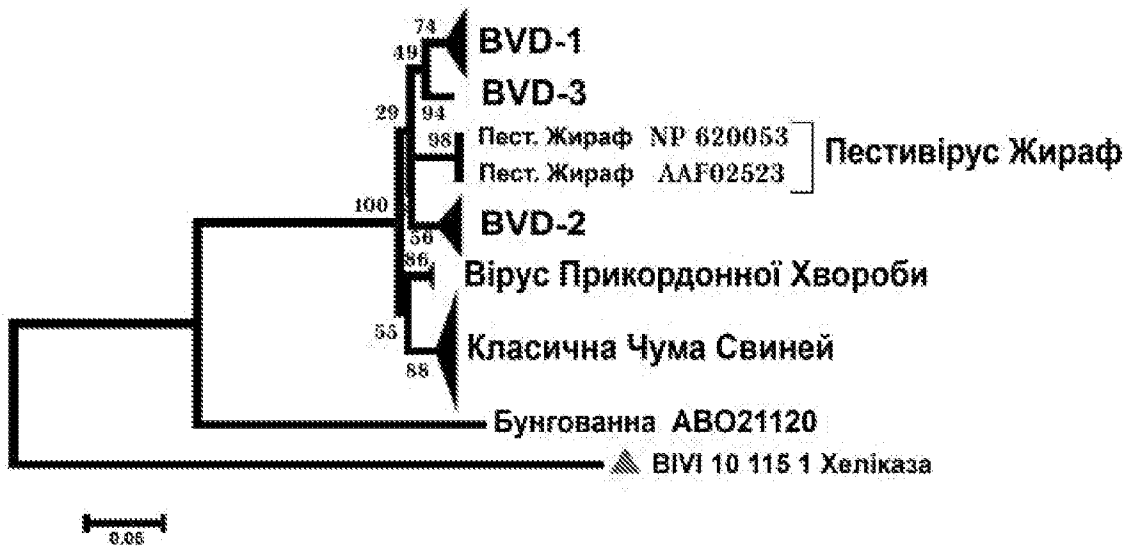 74
BVD-1
49
BVD-3
94
29
98
Пест. Жираф NP 620053
Пест. Жираф AAF02523
Пестивірус Жираф
100
BVD-2
56
86
Вірус Прикордонної Хвороби
55
Класична Чума Свиней
88
Бунгованна ABO21120
BIVI 10 115 1 Хеліказа
0.05